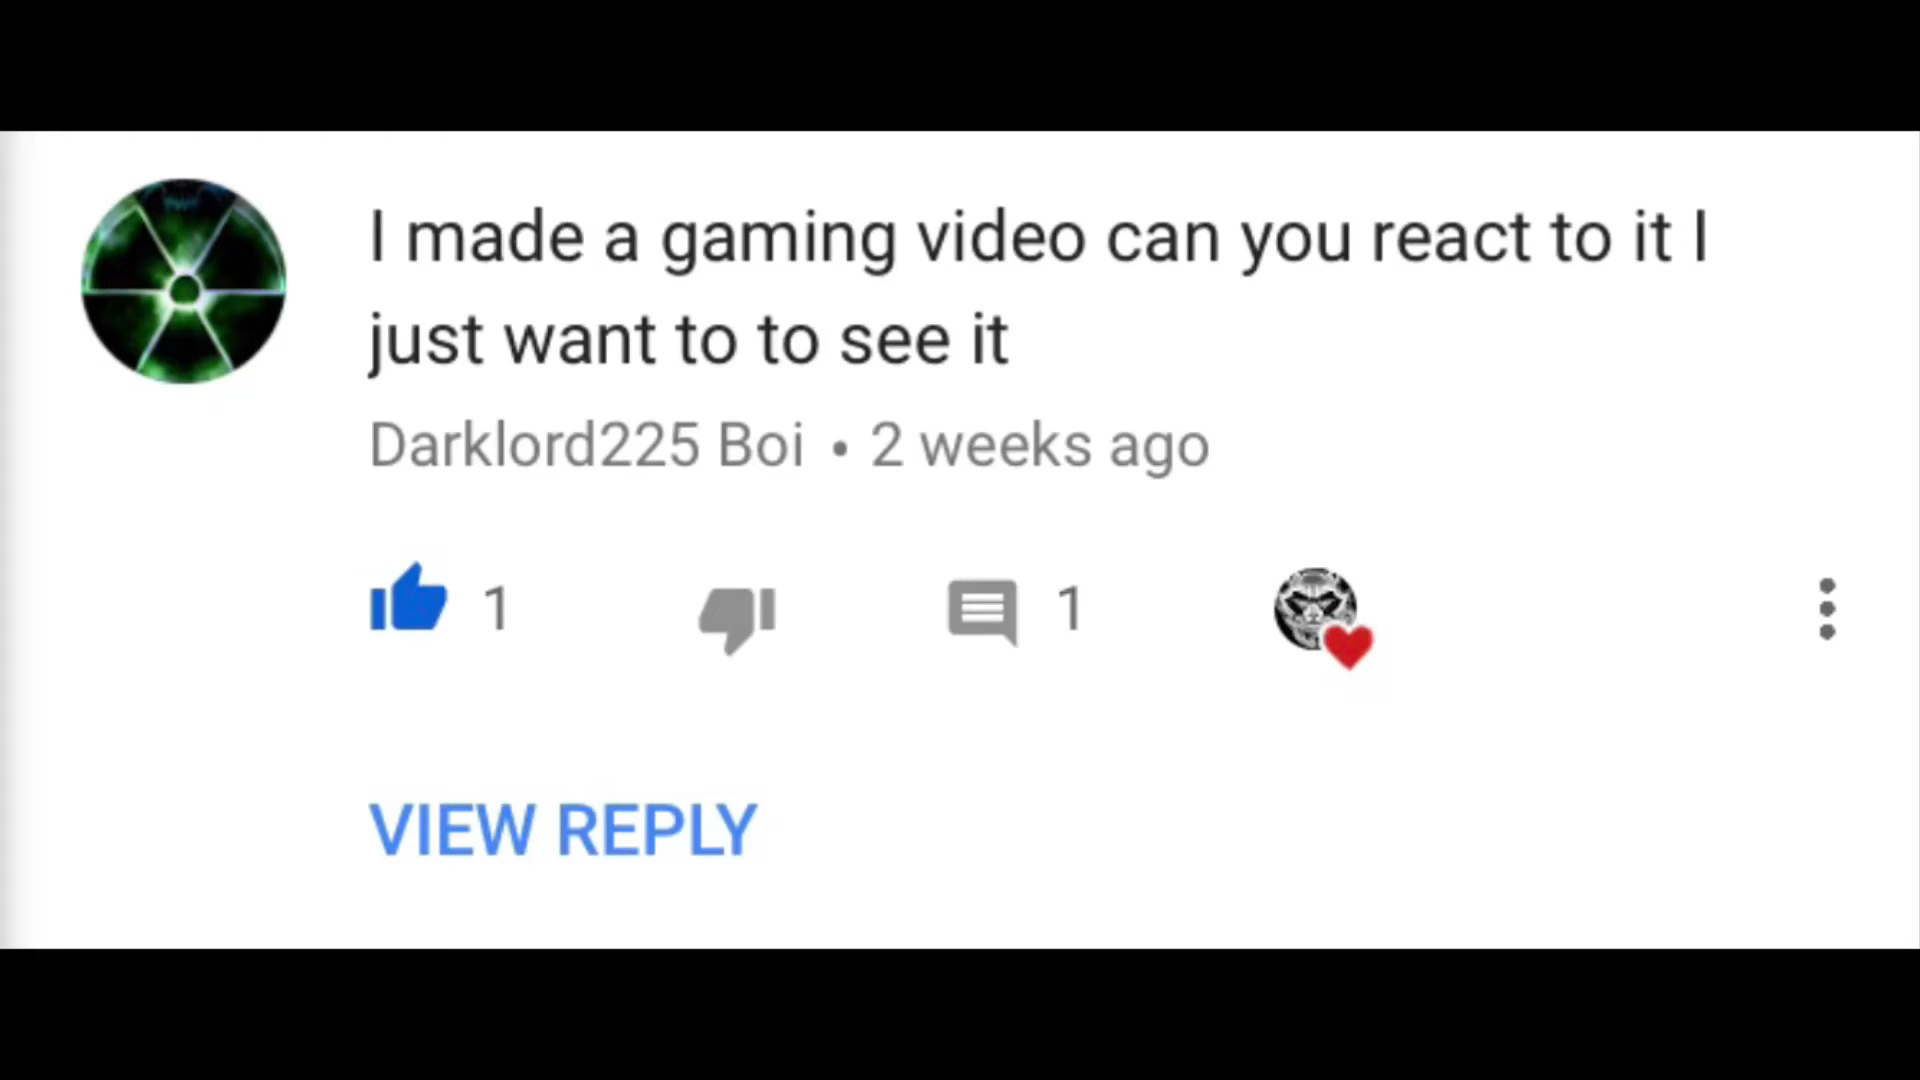 I made a gaming video can you react to it I
just want to to see it
Darklord225 Boi • 2 weeks ago
1 1
VIEW REPLY